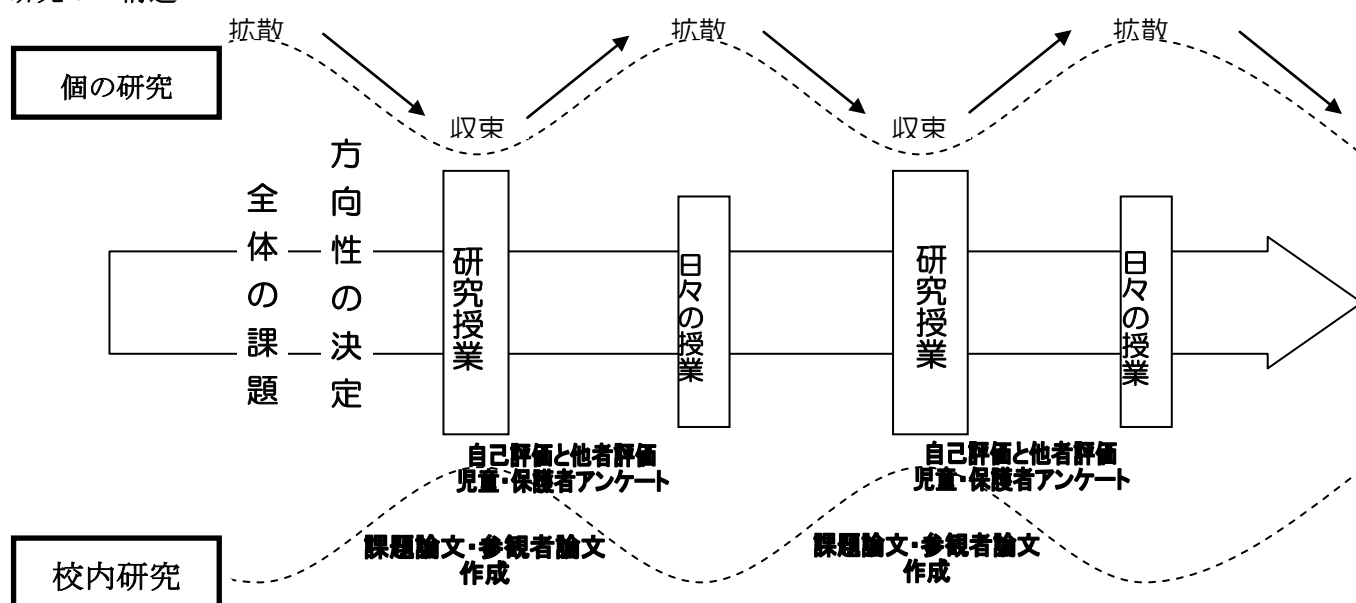 拡散
拡散
拡散
個の研究
収束
収束
全体の課題
方向性の決定
研究授業
日々の授業
研究授業
日々の授業
自己評価と他者評価
児童・保護者アンケート
自己評価と他者評価
児童・保護者アンケート
課題論文・参観者論文
作成
課題論文・参観者論文
作成
校内研究